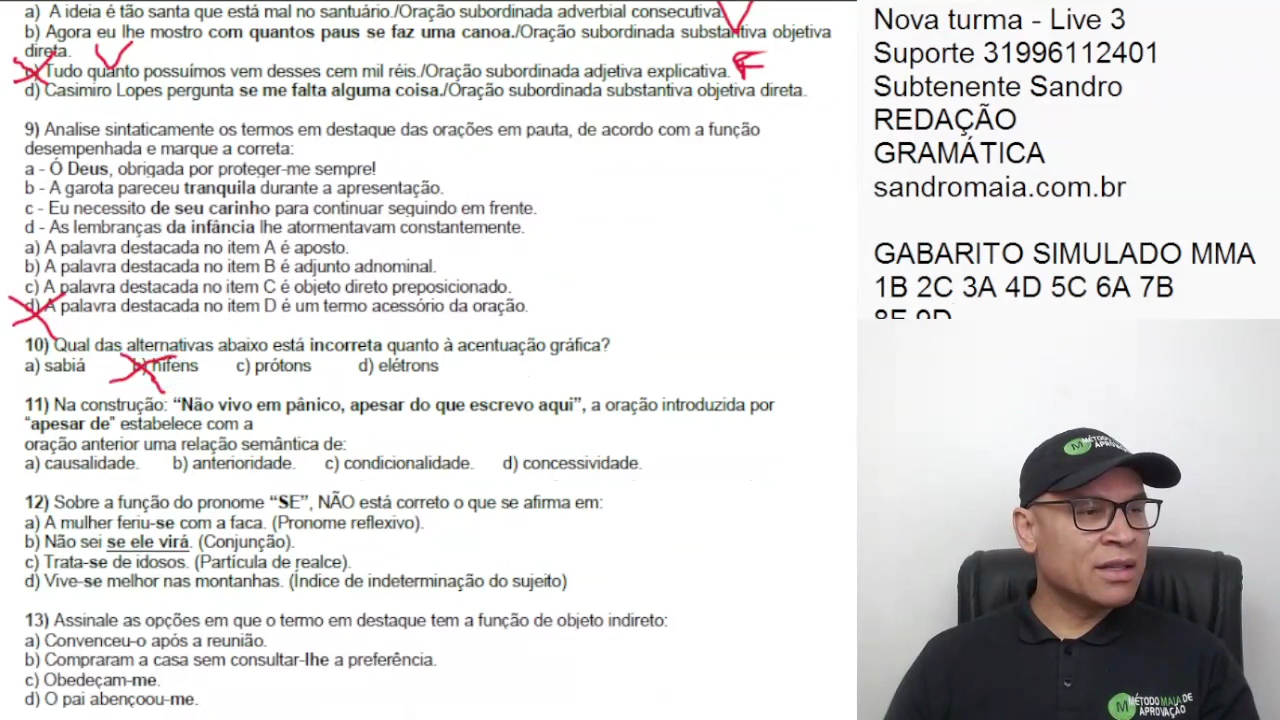 a) A ideia é tão santa que está mal no santuário./Oração subordinada adverbial consecutiva.
b) Agora eu lhe mostro com quantos paus se faz uma canoa./Oração subordinada substantiva objetiva
direta.
c) Tudo quanto possuímos vem desses cem mil réis./Oração subordinada adjetiva explicativa.
d) Casimiro Lopes pergunta se me falta alguma coisa./Oração subordinada substantiva objetiva direta.
9) Analise sintaticamente os termos em destaque das orações em pauta, de acordo com a função
desempenhada e marque a correta:
a - Ó Deus, obrigada por proteger-me sempre!
b - A garota pareceu tranquila durante a apresentação.
c - Eu necessito de seu carinho para continuar seguindo em frente.
d - As lembranças da infância lhe atormentavam constantemente.
a) A palavra destacada no item A é aposto.
b) A palavra destacada no item B é adjunto adnominal.
c) A palavra destacada no item C é objeto direto preposicionado.
d) A palavra destacada no item D é um termo acessório da oração.
10) Qual das alternativas abaixo está incorreta quanto à acentuação gráfica?
a) sabiá b) hífens c) prótons d) elétrons
11) Na construção: “Não vivo em pânico, apesar do que escrevo aqui”, a oração introduzida por
“apesar de” estabelece com a
oração anterior uma relação semântica de:
a) causalidade. b) anterioridade. c) condicionalidade. d) concessividade.
12) Sobre a função do pronome “SE”, NÃO está correto o que se afirma em:
a) A mulher feriu-se com a faca. (Pronome reflexivo).
b) Não sei se ele virá. (Conjunção).
c) Trata-se de idosos. (Partícula de realce).
d) Vive-se melhor nas montanhas. (Índice de indeterminação do sujeito)
13) Assinale as opções em que o termo em destaque tem a função de objeto indireto:
a) Convenceu-o após a reunião.
b) Compraram a casa sem consultar-lhe a preferência.
c) Obedeçam-me.
d) O pai abençoou-me.
Nova turma - Live 3
Suporte 31996112401
Subtenente Sandro
REDAÇÃO
GRAMÁTICA
sandromaia.com.br
GABARITO SIMULADO MMA
1B 2C 3A 4D 5C 6A 7B
8E 9D
M MÉTODO MAIA DE APROVAÇÃO
M MÉTODO MAIA DE
APROVAÇÃO